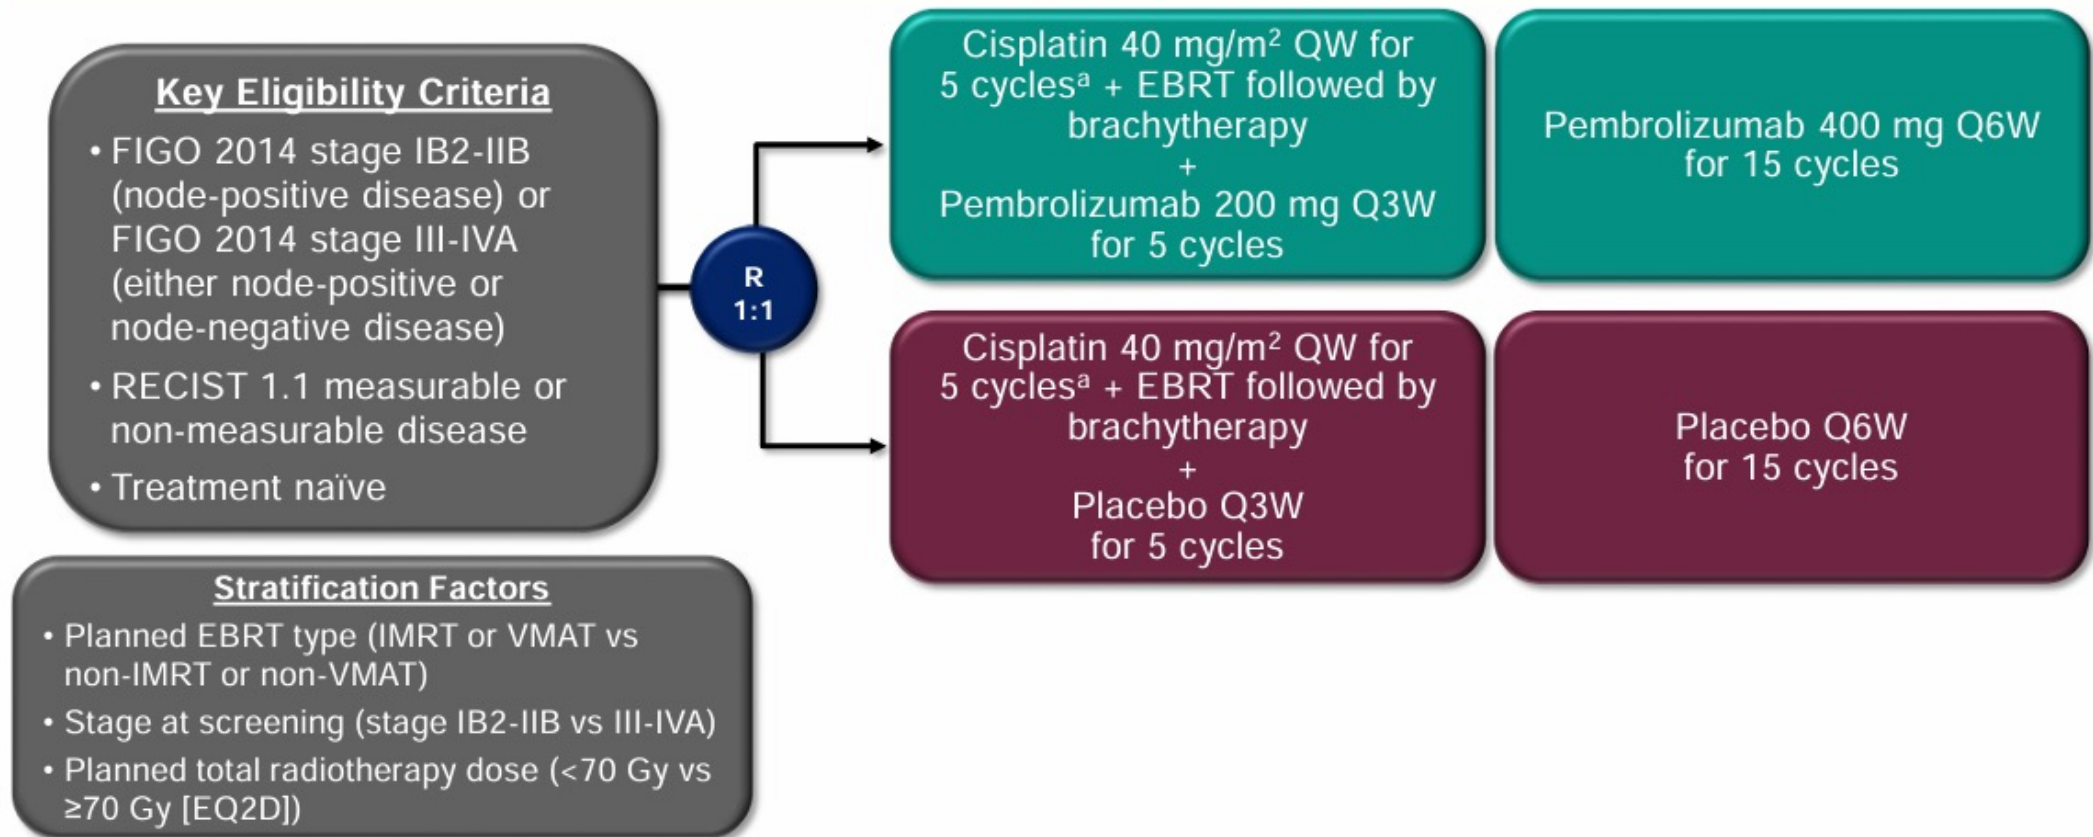 Key Eligibility Criteria
• FIGO 2014 stage IB2-IIB
(node-positive disease) or
FIGO 2014 stage III-IVA
(either node-positive or
node-negative disease)
• RECIST 1.1 measurable or
non-measurable disease
• Treatment naïve
Stratification Factors
• Planned EBRT type (IMRT or VMAT vs
non-IMRT or non-VMAT)
• Stage at screening (stage IB2-IIB vs III-IVA)
• Planned total radiotherapy dose (<70 Gy vs
≥70 Gy [EQ2D])
R
1:1
Cisplatin 40 mg/m² QW for
5 cyclesᵃ + EBRT followed by
brachytherapy
+
Pembrolizumab 200 mg Q3W
for 5 cycles
Pembrolizumab 400 mg Q6W
for 15 cycles
Cisplatin 40 mg/m² QW for
5 cyclesᵃ + EBRT followed by
brachytherapy
+
Placebo Q3W
for 5 cycles
Placebo Q6W
for 15 cycles